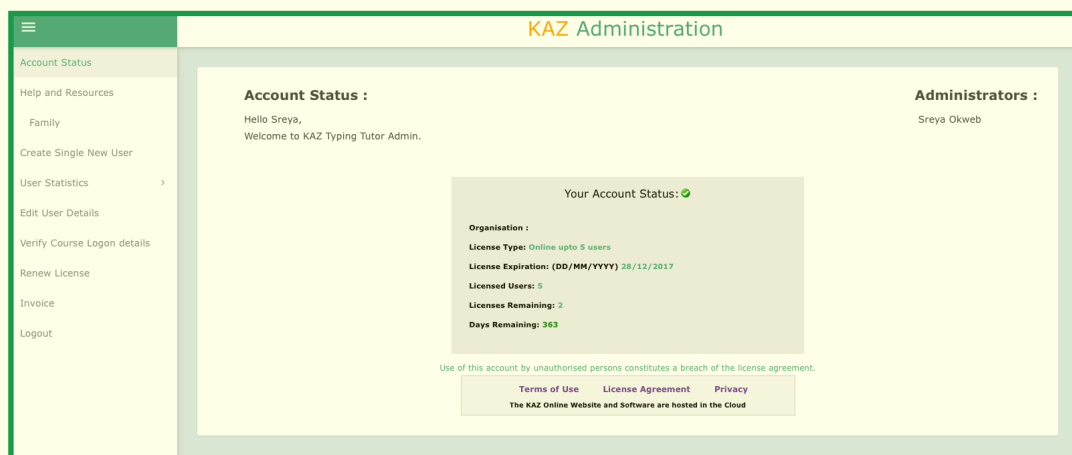 KAZ Administration
Account Status
Help and Resources
Family
Create Single New User
User Statistics
Edit User Details
Verify Course Logon details
Renew License
Invoice
Logout
Account Status :
Hello Sreya,
Welcome to KAZ Typing Tutor Admin.
Administrators :
Sreya Okweb
Your Account Status:
Organisation :
License Type: Online upto 5 users
License Expiration: (DD/MM/YYYY) 28/12/2017
Licensed Users: 5
Licenses Remaining: 2
Days Remaining: 363
Use of this account by unauthorised persons constitutes a breach of the license agreement.
Terms of Use License Agreement Privacy
The KAZ Online Website and Software are hosted in the Cloud